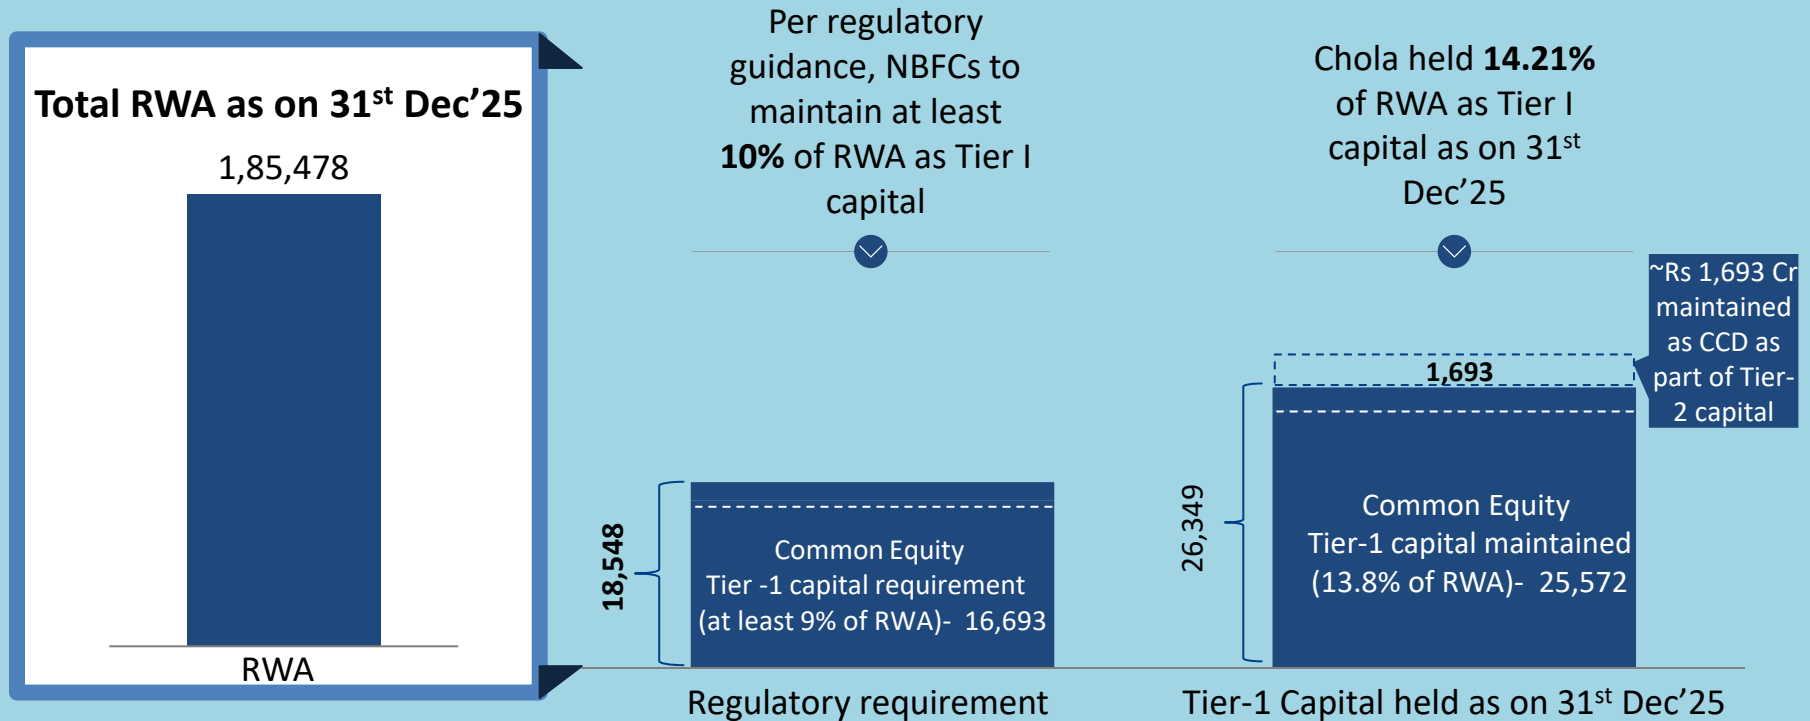 Total RWA as on 31st Dec’25
1,85,478
RWA
Per regulatory
guidance, NBFCs to
maintain at least
10% of RWA as Tier I
capital
18,548
Common Equity
Tier -1 capital requirement
(at least 9% of RWA)- 16,693
Regulatory requirement
Chola held 14.21%
of RWA as Tier I
capital as on 31st
Dec’25
~Rs 1,693 Cr
maintained
as CCD as
part of Tier-
2 capital
1,693
26,349
Common Equity
Tier-1 capital maintained
(13.8% of RWA)- 25,572
Tier-1 Capital held as on 31st Dec’25